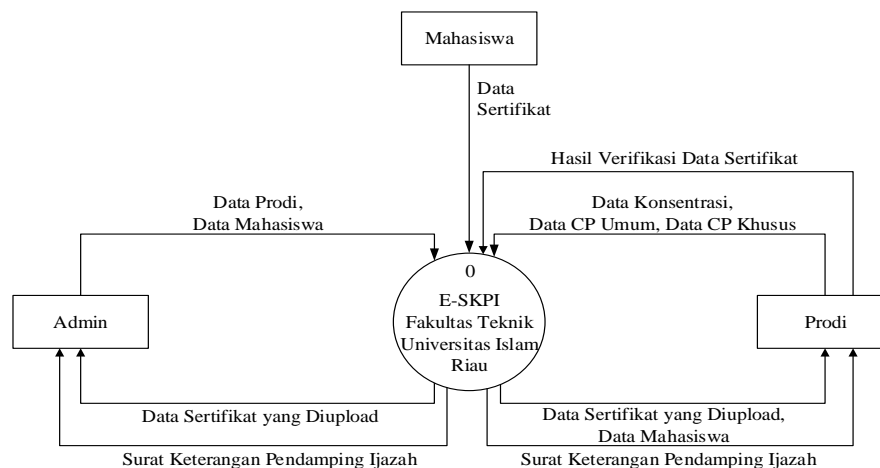 Mahasiswa
Data
Sertifikat
Hasil Verifikasi Data Sertifikat
Data Prodi,
Data Mahasiswa
Data Konsentrasi,
Data CP Umum, Data CP Khusus
0
E-SKPI
Fakultas Teknik
Universitas Islam
Riau
Admin
Prodi
Data Sertifikat yang Diupload
Data Sertifikat yang Diupload,
Data Mahasiswa
Surat Keterangan Pendamping Ijazah
Surat Keterangan Pendamping Ijazah